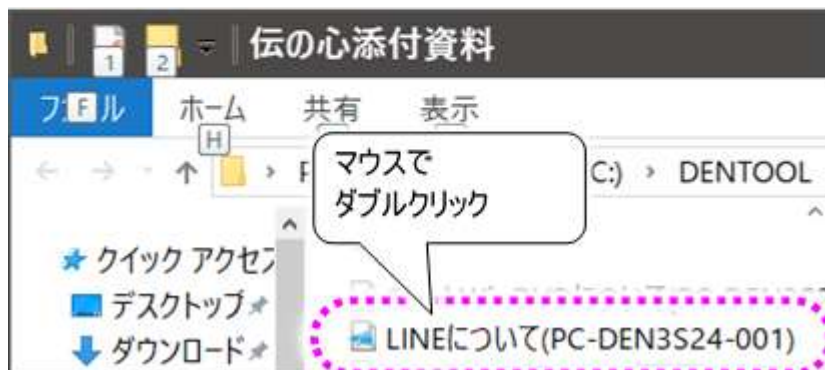 1
2
伝の心添付資料
ファイル
F
ホーム
H
共有
表示
マウスで
ダブルクリック
C:) › DENTOOL
クイック アクセス
デスクトップ
LINEについて(PC-DEN3S24-001)
ダウンロード